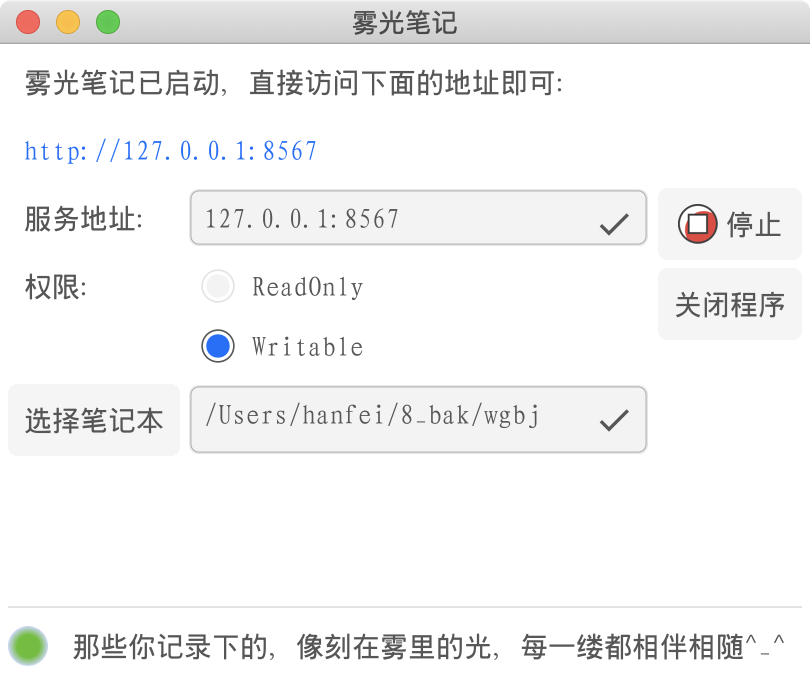 雾光笔记
雾光笔记已启动, 直接访问下面的地址即可:
http://127.0.0.1:8567
服务地址:
127.0.0.1:8567
停止
权限:
ReadOnly
关闭程序
Writable
选择笔记本
/Users/hanfei/8_bak/wgbj
那些你记录下的, 像刻在雾里的光, 每一缕都相伴相随^_^